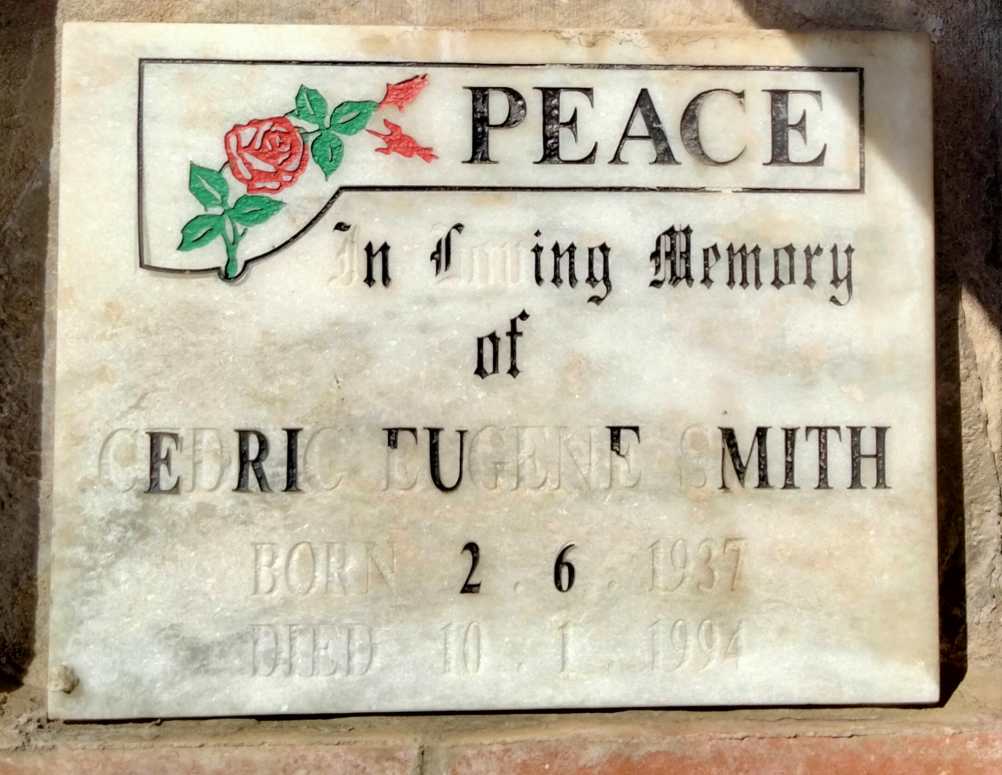 PEACE
In Loving Memory
of
CEDRIC EUGENE SMITH
BORN 2 . 6 . 1937
DIED 10 . 1 . 1994